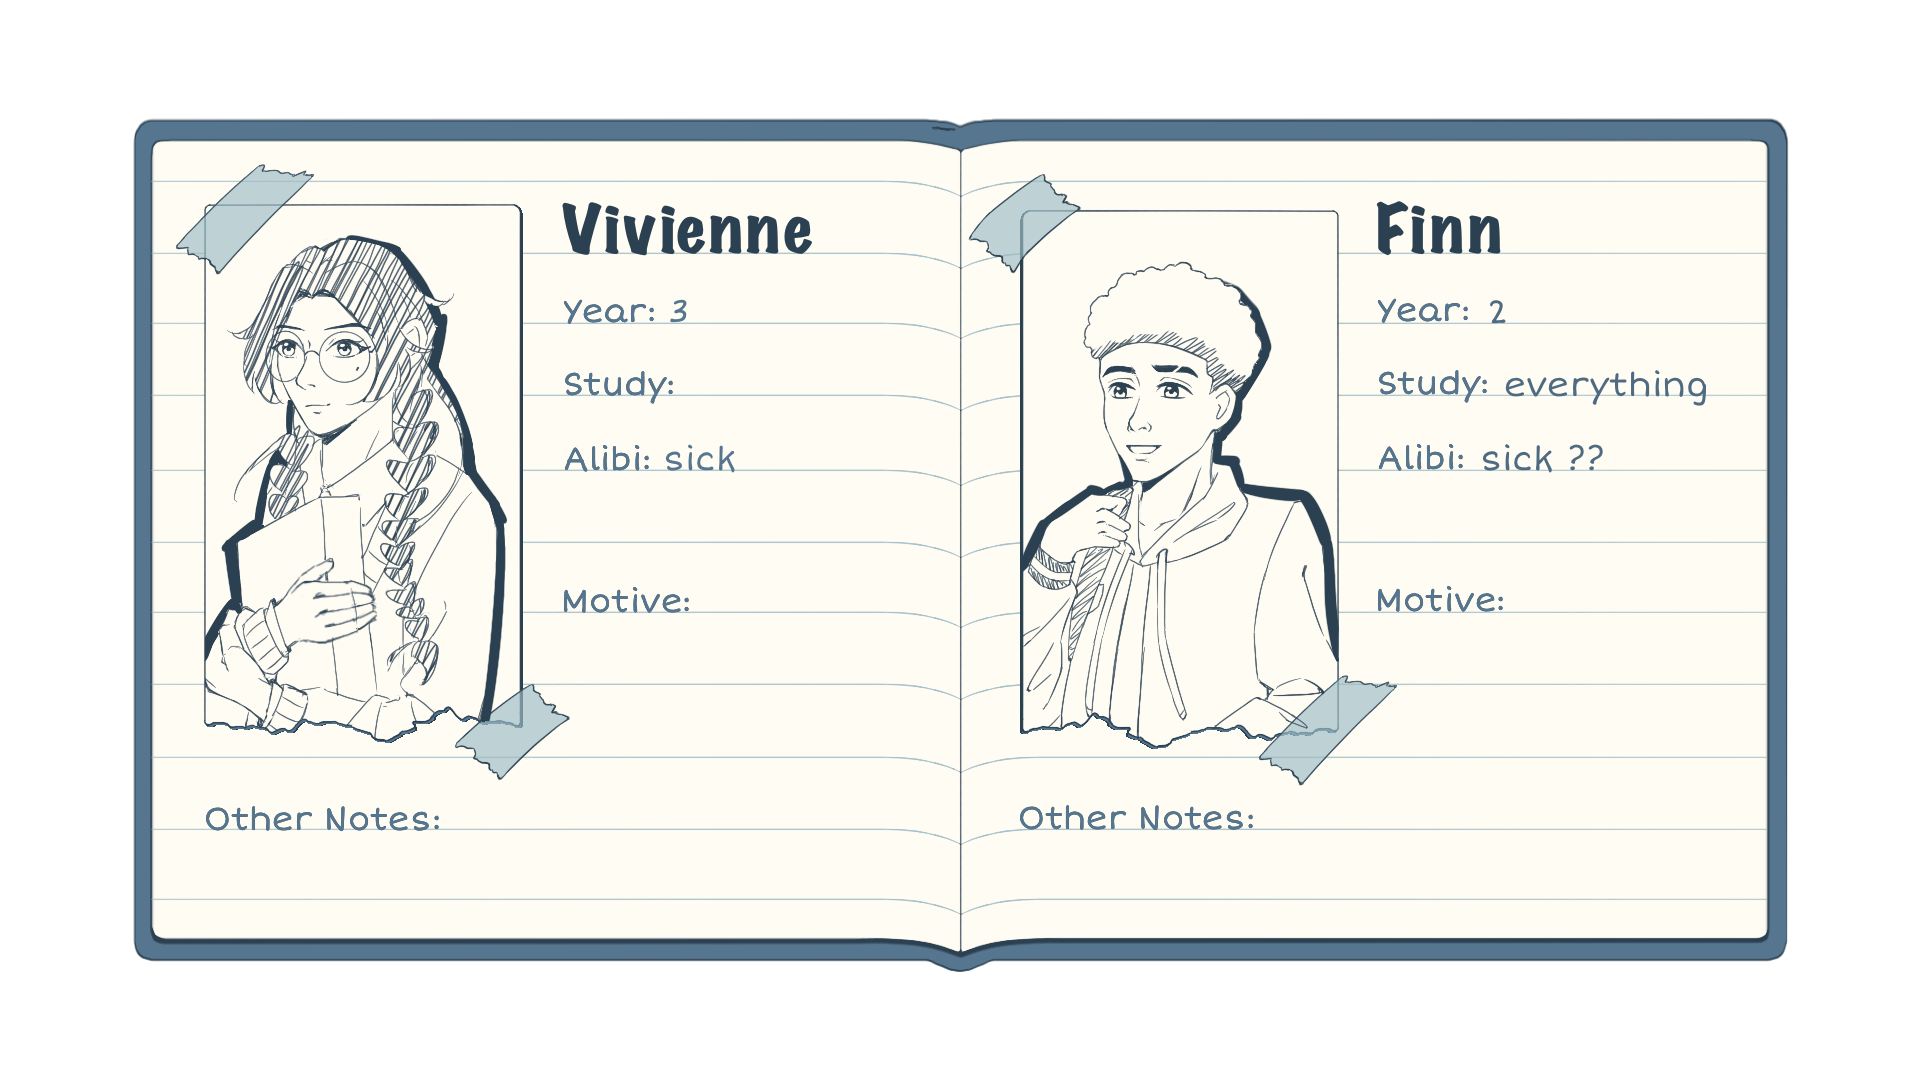 Vivienne
Year: 3
Study:
Alibi: sick
Motive:
Other Notes:
Finn
Year: 2
Study: everything
Alibi: sick ??
Motive:
Other Notes: